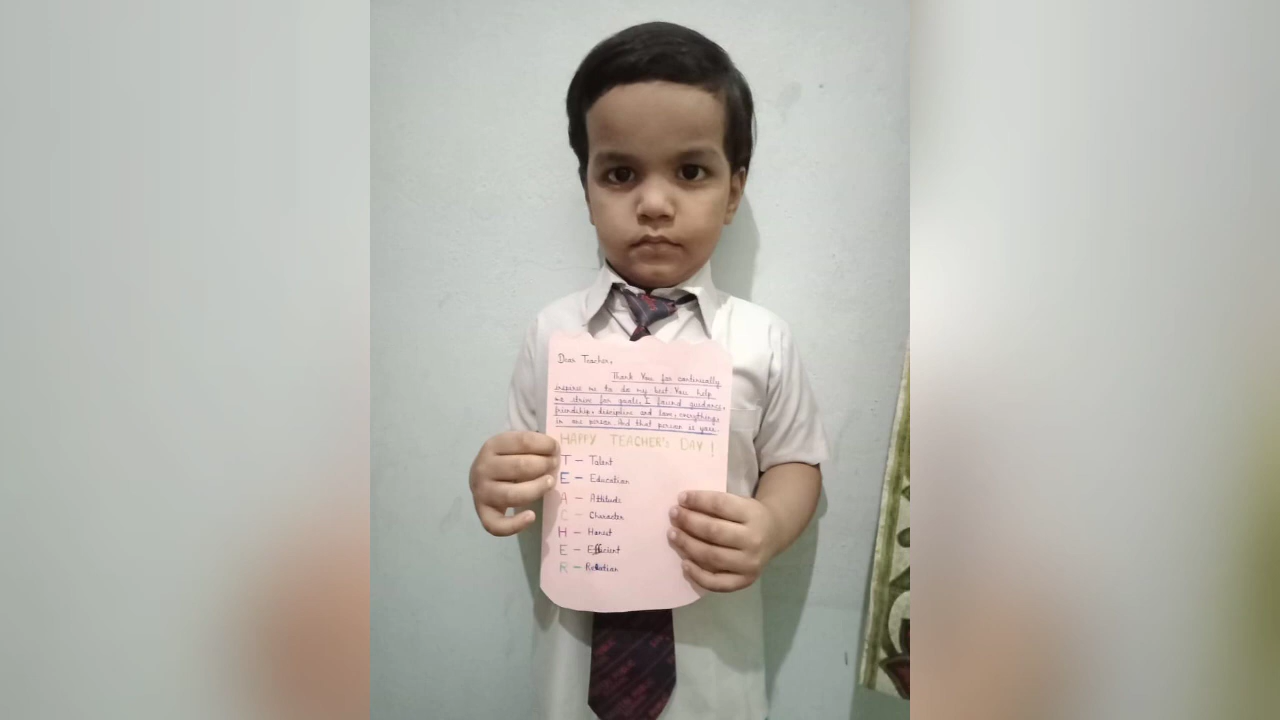 Dear Teacher,
Thank You for continually
inspires me to do my best. You help
me strive for goals, I found guidance,
friendship, discipline and love, everything,
in one person. And that person is your.
HAPPY TEACHER'S DAY !
T - Talent
E - Education
A - Attitude
C - Character
H - Honest
E - Efficient
R - Relation